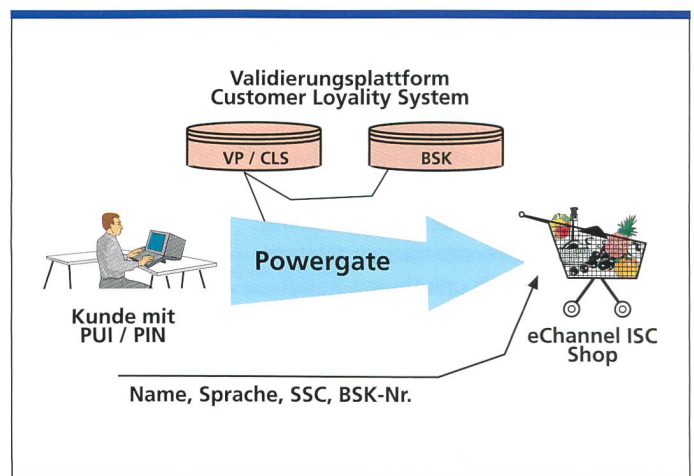 Validierungsplattform
Customer Loyality System
VP / CLS
BSK
Powergate
Kunde mit
PUI / PIN
eChannel ISC
Shop
Name, Sprache, SSC, BSK-Nr.